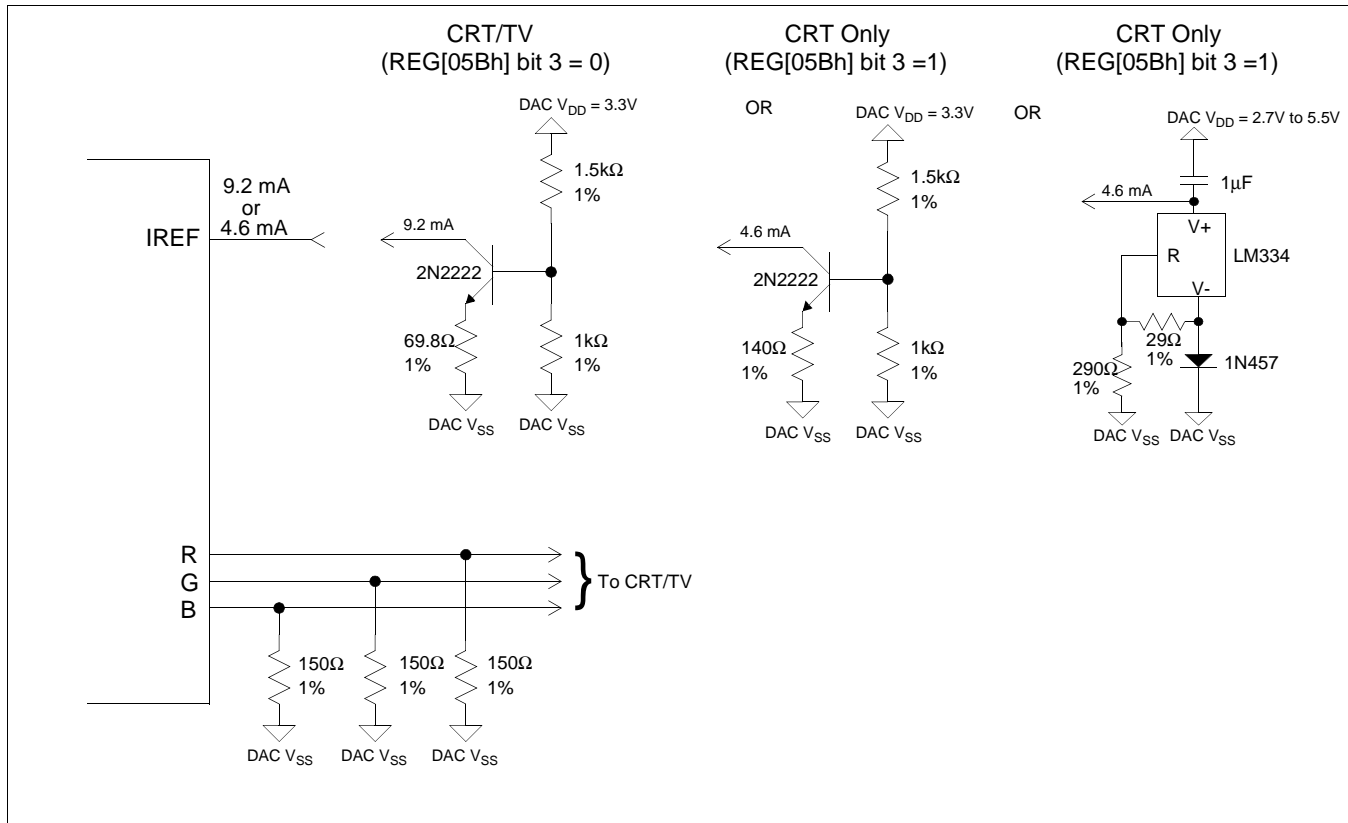 CRT/TV
(REG[05Bh] bit 3 = 0)
DAC VDD = 3.3V
1.5kΩ
1%
9.2 mA
2N2222
69.8Ω
1%
1kΩ
1%
DAC VSS
DAC VSS
CRT Only
(REG[05Bh] bit 3 =1)
OR
DAC VDD = 3.3V
1.5kΩ
1%
4.6 mA
2N2222
140Ω
1%
1kΩ
1%
DAC VSS
DAC VSS
CRT Only
(REG[05Bh] bit 3 =1)
OR
DAC VDD = 2.7V to 5.5V
1μF
4.6 mA
V+
R
LM334
V-
29Ω
1%
290Ω
1%
1N457
DAC VSS
DAC VSS
9.2 mA
or
4.6 mA
IREF
R
G
B
To CRT/TV
150Ω
1%
150Ω
1%
150Ω
1%
DAC VSS
DAC VSS
DAC VSS